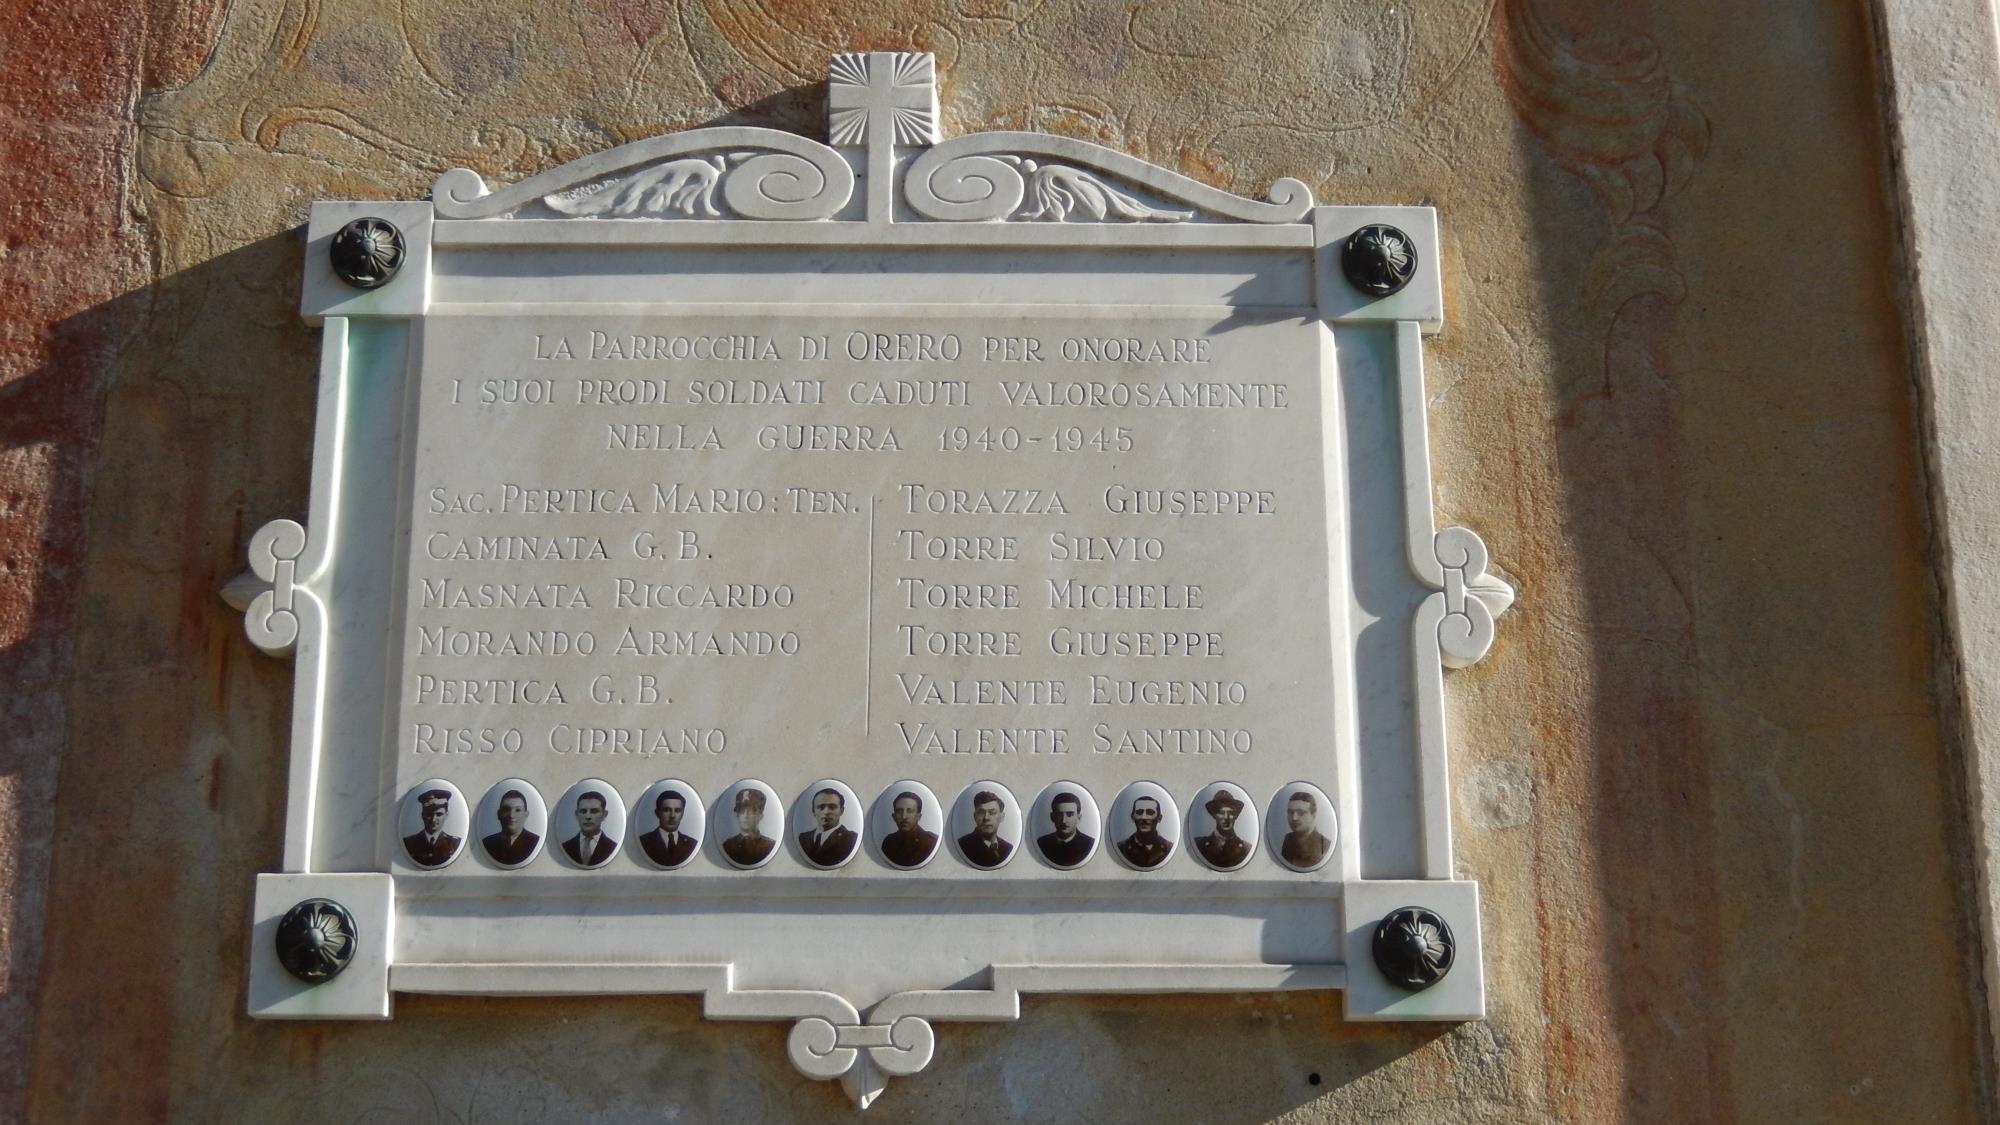 LA PARROCCHIA DI ORERO PER ONORARE
I SUOI PRODI SOLDATI CADUTI VALOROSAMENTE
NELLA GUERRA 1940-1945
SAC. PERTICA MARIO: TEN.
CAMINATA G. B.
MASNATA RICCARDO
MORANDO ARMANDO
PERTICA G. B.
RISSO CIPRIANO
TORAZZA GIUSEPPE
TORRE SILVIO
TORRE MICHELE
TORRE GIUSEPPE
VALENTE EUGENIO
VALENTE SANTINO